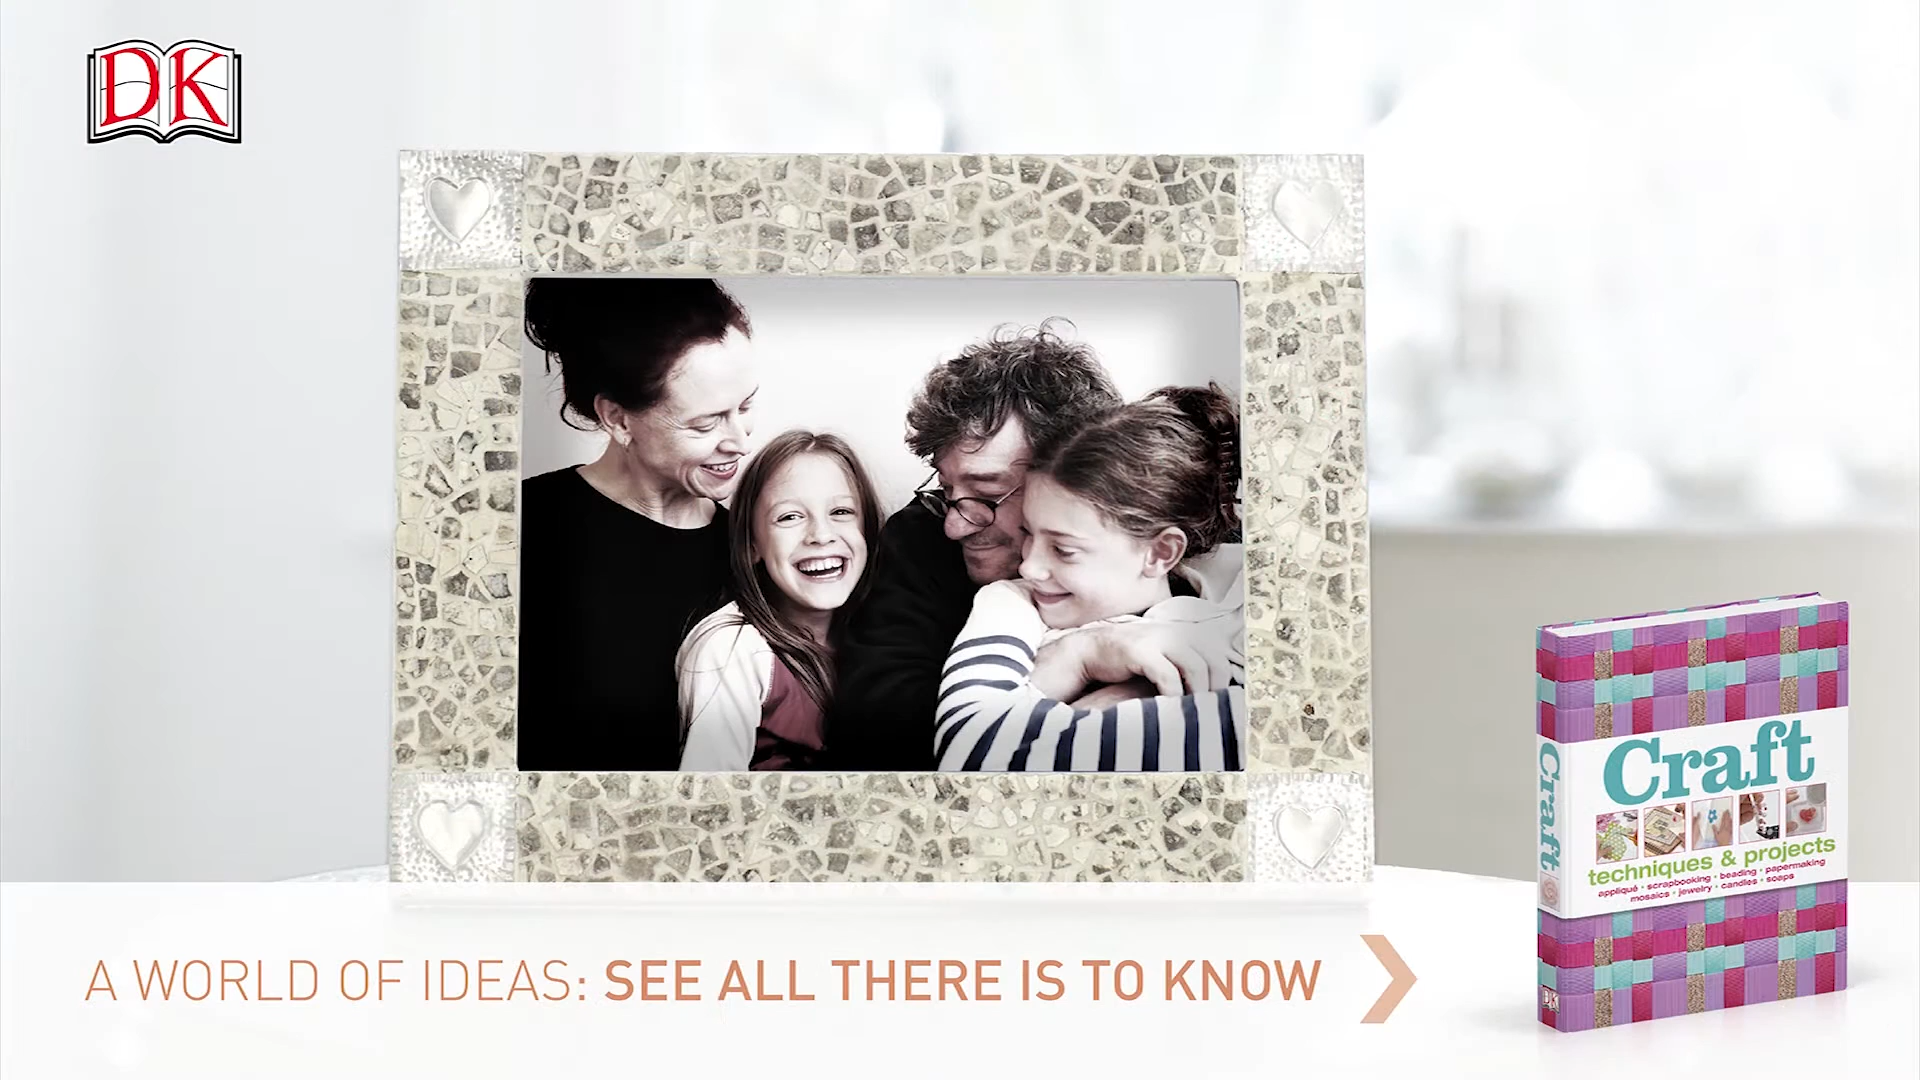 DK
A WORLD OF IDEAS: SEE ALL THERE IS TO KNOW
Craft
Craft
techniques & projects
appliqué · scrapbooking · beading · papermaking
mosaics · jewelry · candles · soaps
DK